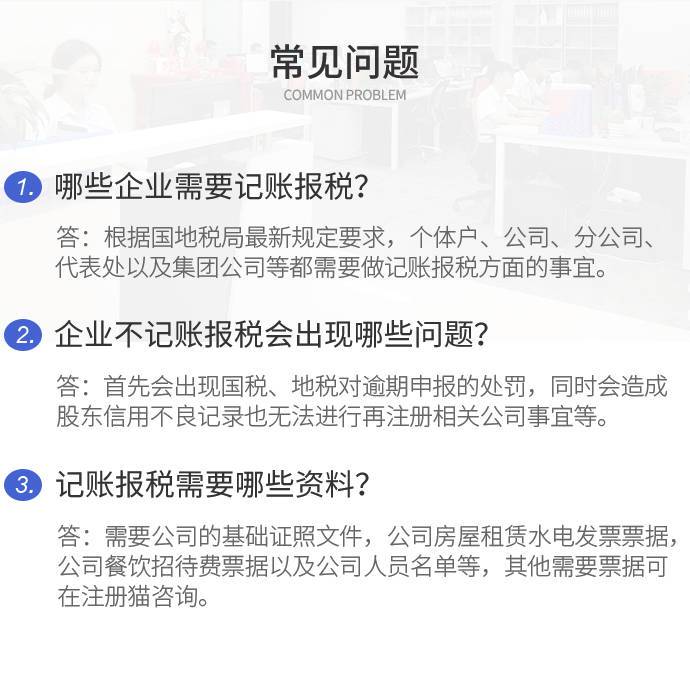 常见问题
COMMON PROBLEM
1. 哪些企业需要记账报税？
答：根据国地税局最新规定要求，个体户、公司、分公司、
代表处以及集团公司等都需要做记账报税方面的事宜。
2. 企业不记账报税会出现哪些问题？
答：首先会出现国税、地税对逾期申报的处罚，同时会造成
股东信用不良记录也无法进行再注册相关公司事宜等。
3. 记账报税需要哪些资料？
答：需要公司的基础证照文件，公司房屋租赁水电发票票据，
公司餐饮招待费票据以及公司人员名单等，其他需要票据可
在注册猫咨询。